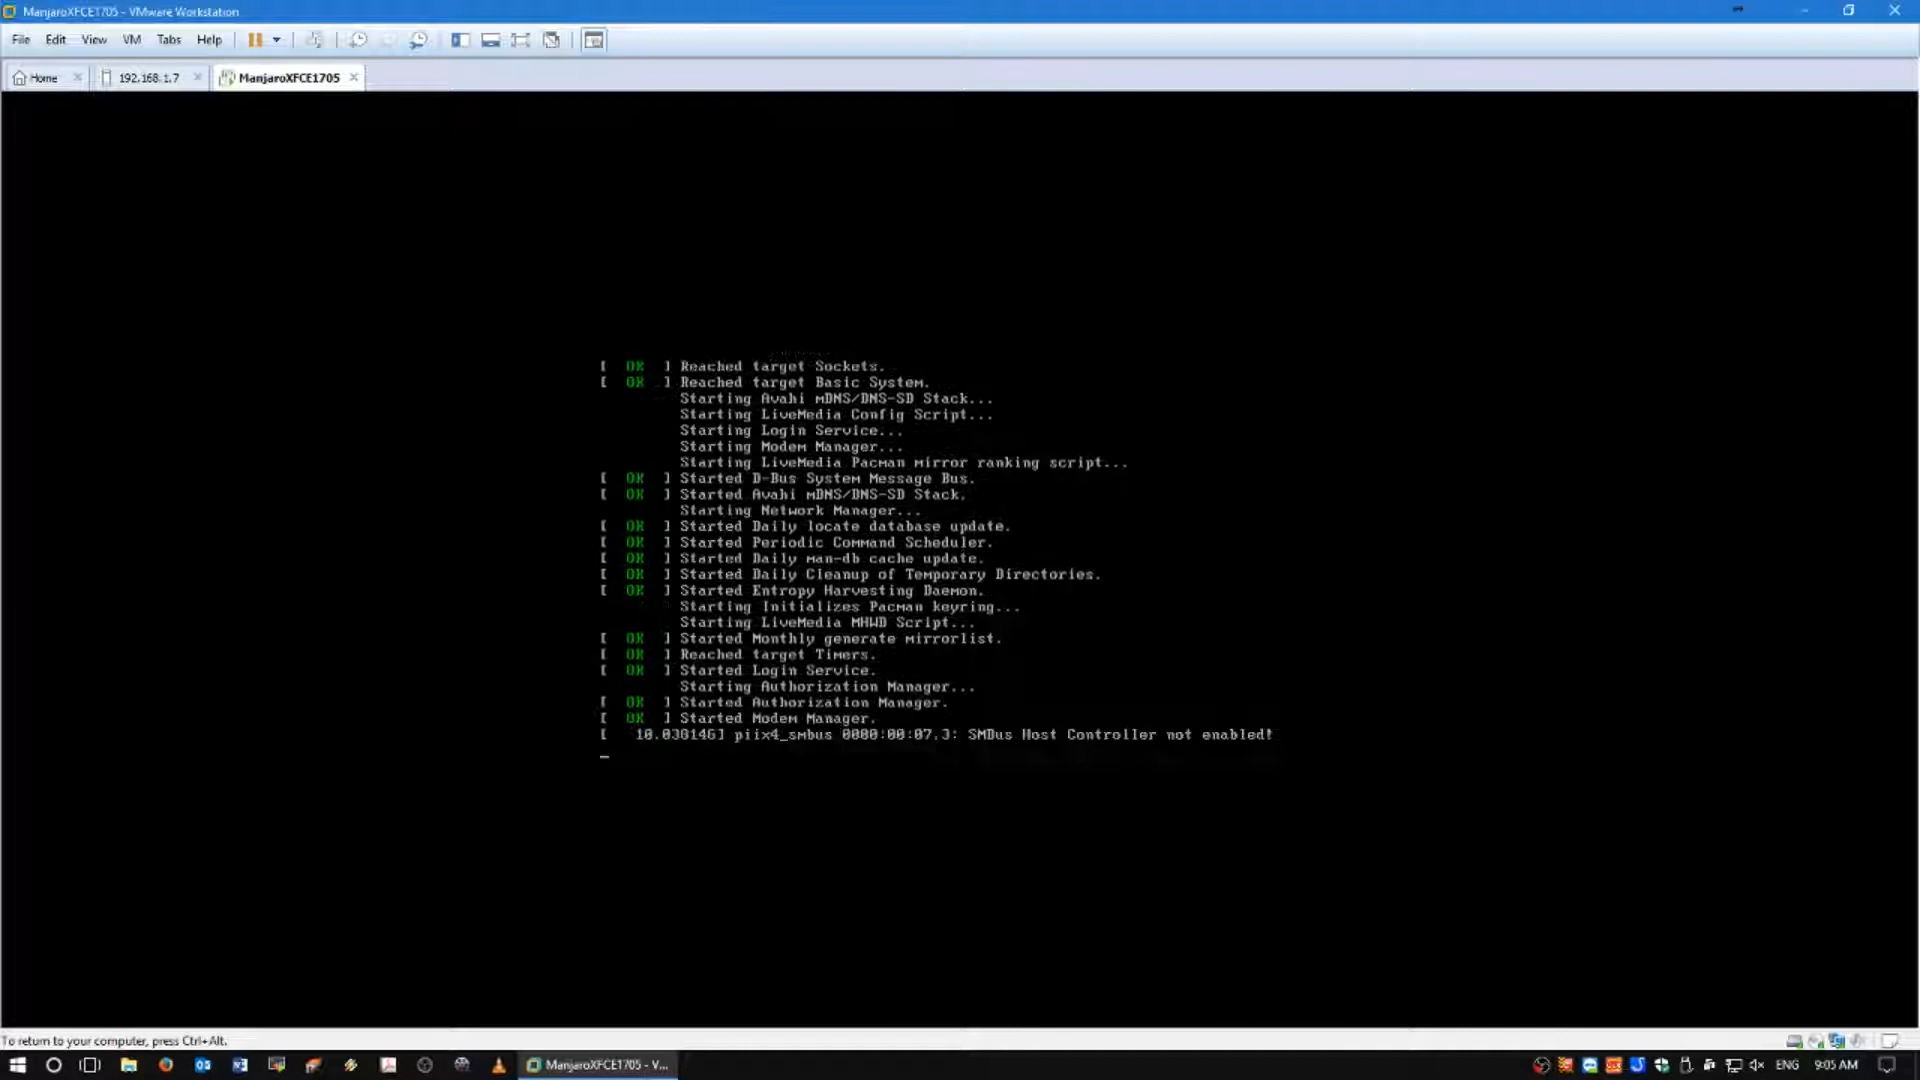 ManjaroXFCE1705 - VMware Workstation
File Edit View VM Tabs Help
Home 192.168.1.7 ManjaroXFCE1705
[ OK ] Reached target Sockets.
[ OK ] Reached target Basic System.
Starting Avahi mDNS/DNS-SD Stack...
Starting LiveMedia Config Script...
Starting Login Service...
Starting Modem Manager...
Starting LiveMedia Pacman mirror ranking script...
[ OK ] Started D-Bus System Message Bus.
[ OK ] Started Avahi mDNS/DNS-SD Stack.
Starting Network Manager...
[ OK ] Started Daily locate database update.
[ OK ] Started Periodic Command Scheduler.
[ OK ] Started Daily man-db cache update.
[ OK ] Started Daily Cleanup of Temporary Directories.
[ OK ] Started Entropy Harvesting Daemon.
Starting Initializes Pacman keyring...
Starting LiveMedia MHWD Script...
[ OK ] Started Monthly generate mirrorlist.
[ OK ] Reached target Timers.
[ OK ] Started Login Service.
Starting Authorization Manager...
[ OK ] Started Authorization Manager.
[ OK ] Started Modem Manager.
[ 10.038146] piix4_smbus 0000:00:07.3: SMBus Host Controller not enabled!
To return to your computer, press Ctrl+Alt.
ManjaroXFCE1705 - V... ENG 9:05 AM